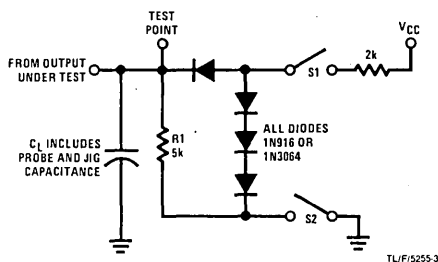 TEST
POINT
VCC
FROM OUTPUT
UNDER TEST
S1
2k
CL INCLUDES
PROBE AND JIG
CAPACITANCE
R1
5k
ALL DIODES
1N916 OR
1N3064
S2
TL/F/5255-3